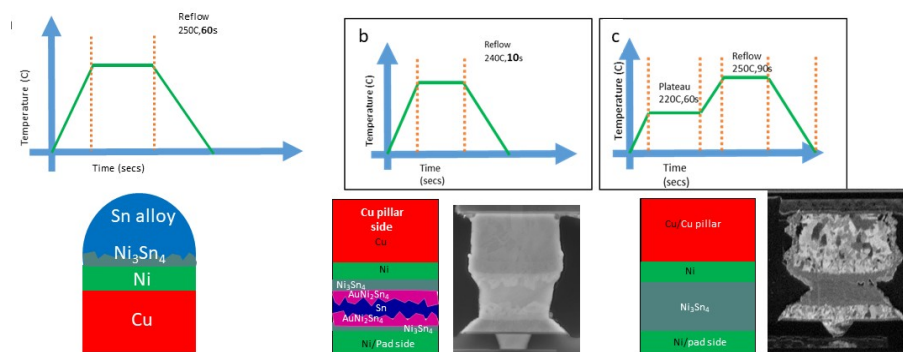 Reflow
250C,60s
Temperature (C)
Time (secs)
Sn alloy
Ni₃Sn₄
Ni
Cu
b
Reflow
240C,10s
Temperature (C)
Time
(secs)
Cu pillar
side
Cu
Ni
Ni₃Sn₄
AuNi₂Sn₄
Sn
AuNi₂Sn₄
Ni₃Sn₄
Ni/Pad side
c
Reflow
250C,90s
Plateau
220C,60s
Temperature (C)
Time
(secs)
Cu/Cu pillar
Ni
Ni₃Sn₄
Ni/pad side